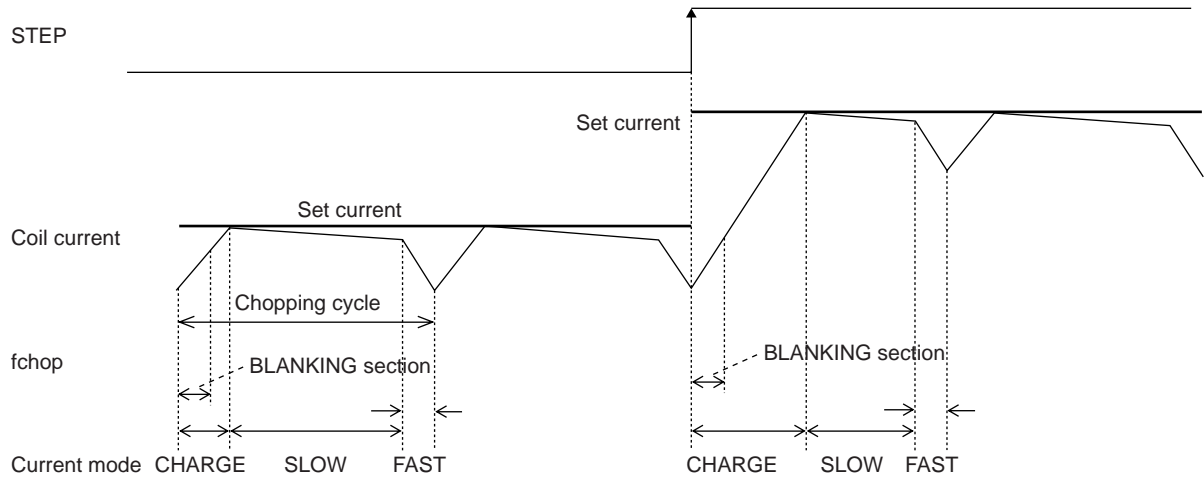 STEP
Set current
Set current
Coil current
Chopping cycle
fchop
BLANKING section
BLANKING section
Current mode CHARGE SLOW FAST CHARGE SLOW FAST